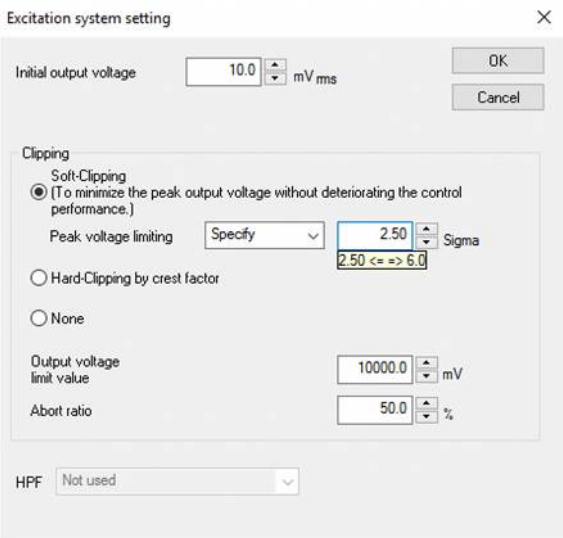 Excitation system setting
Initial output voltage 10.0 mV rms
OK
Cancel
Clipping
Soft-Clipping
(To minimize the peak output voltage without deteriorating the control
performance.)
Peak voltage limiting Specify 2.50 Sigma
2.50 <= => 6.0
Hard-Clipping by crest factor
None
Output voltage
limit value 10000.0 mV
Abort ratio 50.0 %
HPF Not used